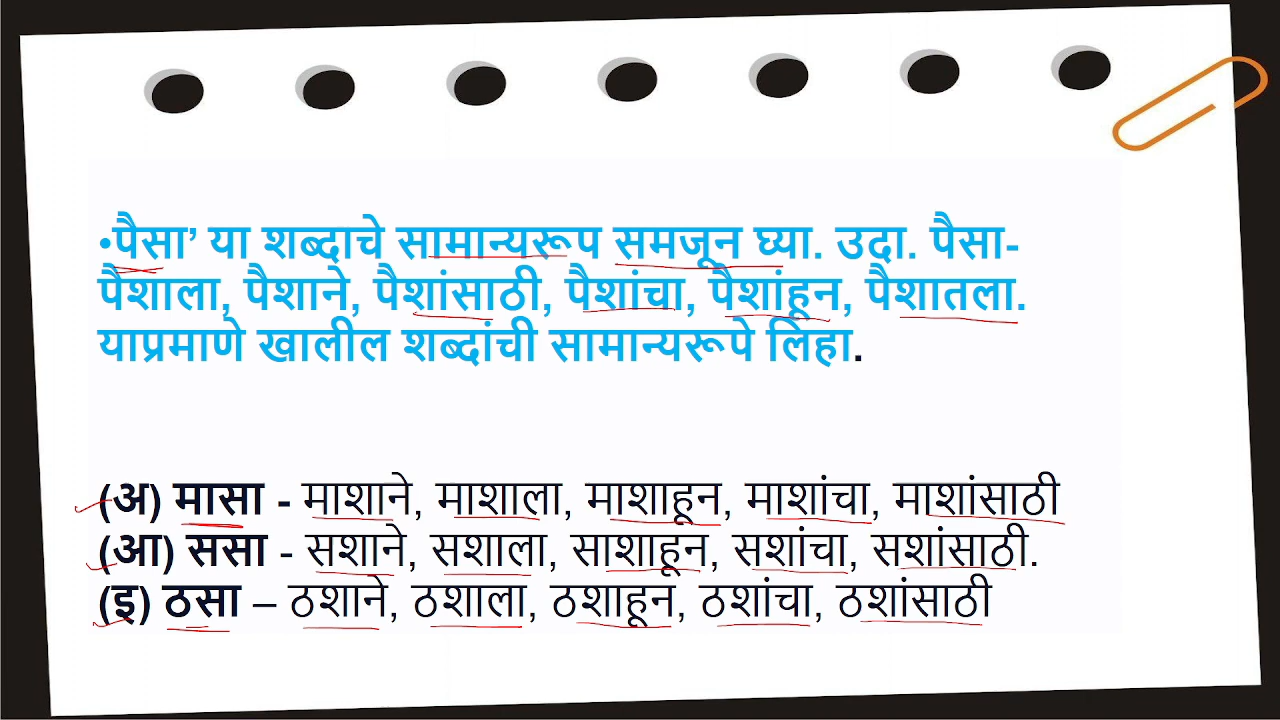 •पैसा’ या शब्दाचे सामान्यरूप समजून घ्या. उदा. पैसा-
पैशाला, पैशाने, पैशांसाठी, पैशांचा, पैशांहून, पैशातला.
याप्रमाणे खालील शब्दांची सामान्यरूपे लिहा.
(अ) मासा - माशाने, माशाला, माशाहून, माशांचा, माशांसाठी
(आ) ससा - सशाने, सशाला, साशाहून, सशांचा, सशांसाठी.
(इ) ठसा – ठशाने, ठशाला, ठशाहून, ठशांचा, ठशांसाठी